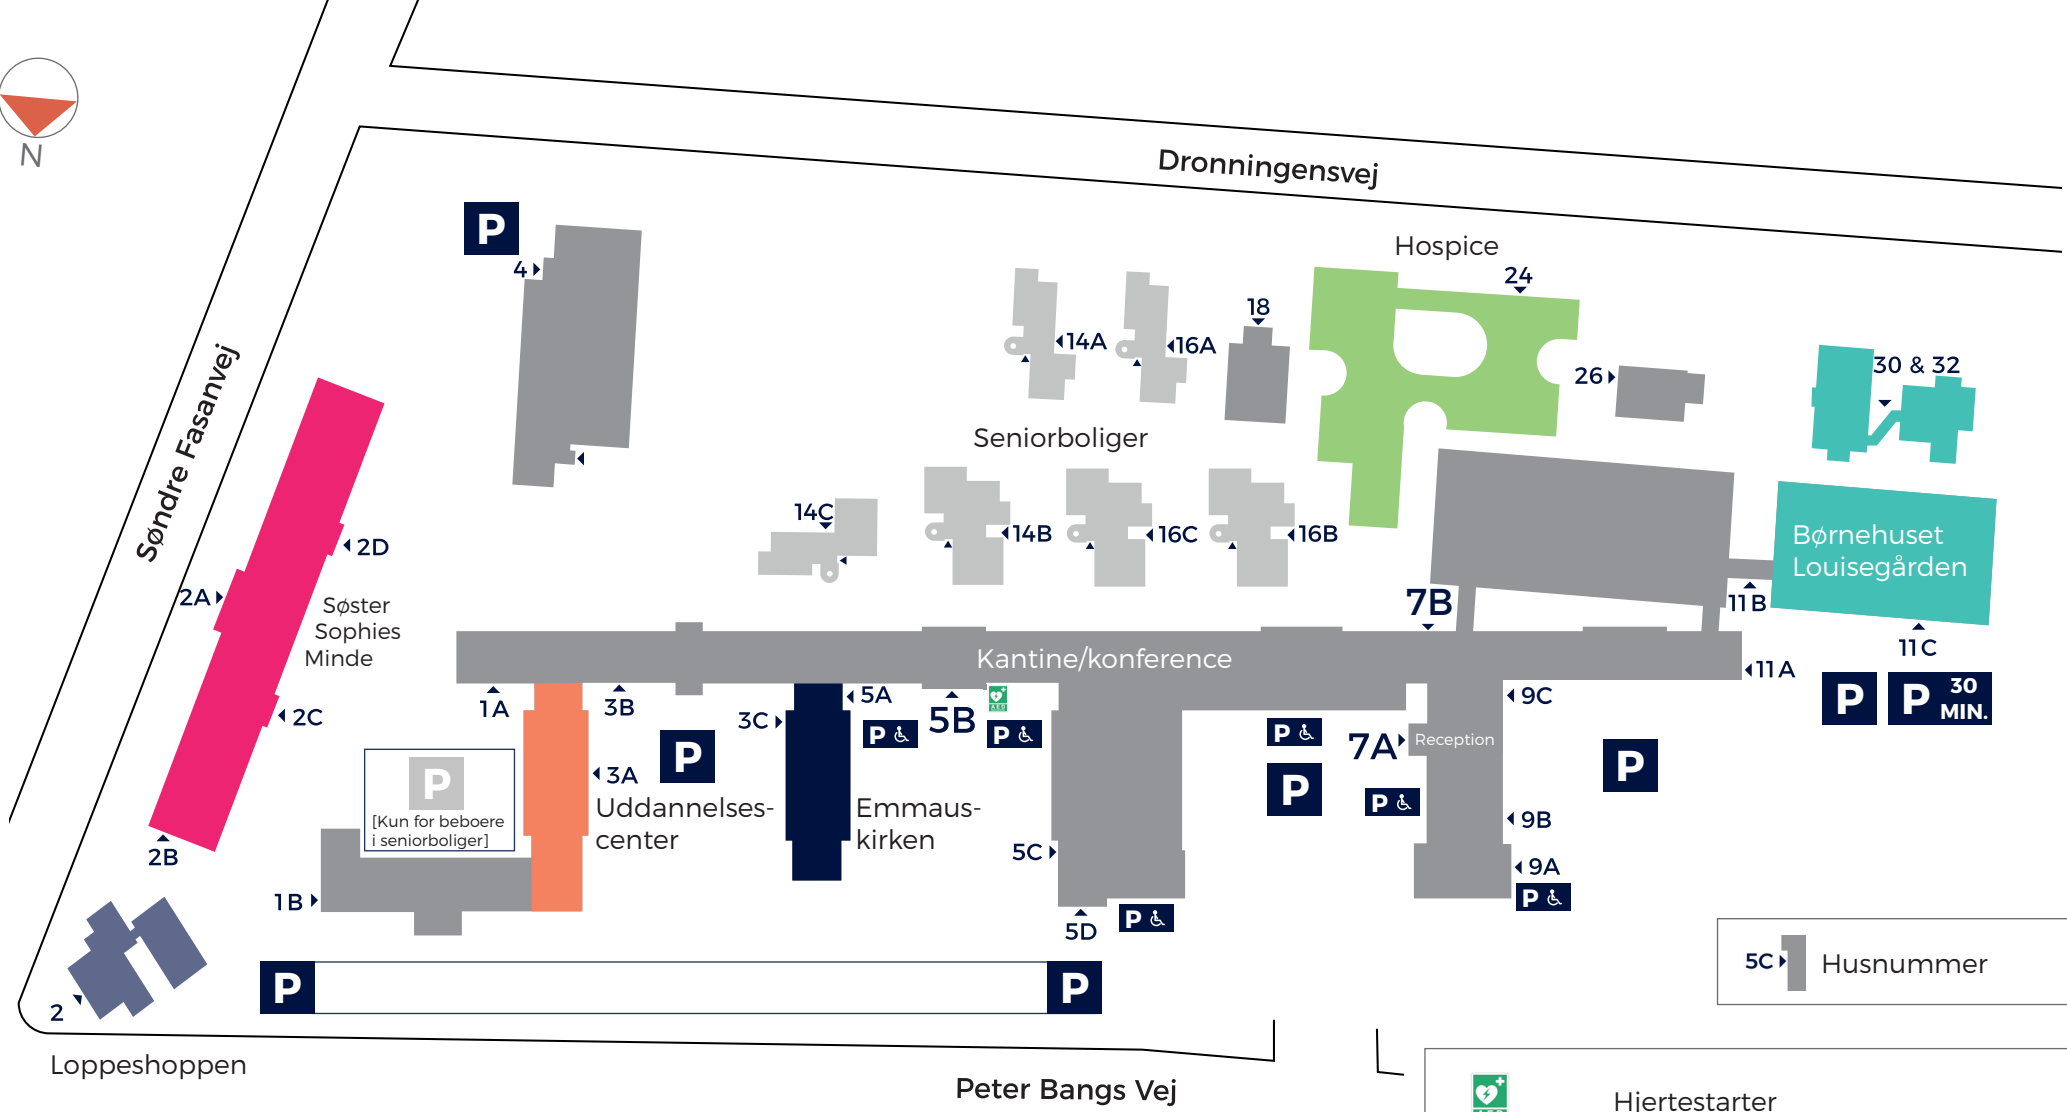 N
Dronningensvej
Søndre Fasanvej
P
4
Hospice
24
18
14A
16A
26
30 & 32
Seniorboliger
14C
14B
16C
16B
Børnehuset
Louisegården
2D
2A
Søster
Sophies
Minde
2C
2B
7B
11B
11C
Kantine/konference
11A
1A
3B
3C
5A
5B
AED
9C
P
P
P
P 30
MIN.
P
P
7A
Reception
P
P
P
P
[Kun for beboere
i seniorboliger]
3A
Uddannelses-
center
Emmaus-
kirken
P
9B
5C
9A
P
1B
P
5D
2
P
P
5C
Husnummer
Loppeshoppen
Peter Bangs Vej
Hjertestarter